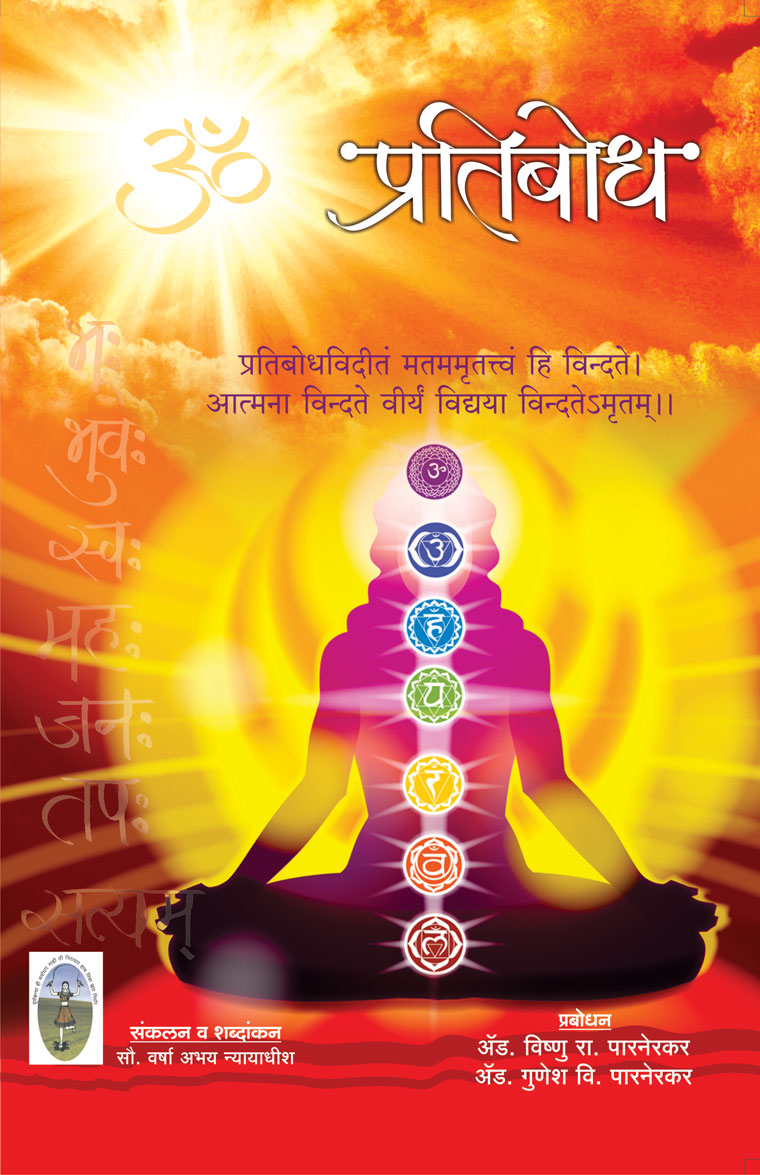 ॐ
प्रतिबोध
प्रतिबोधविदीतं मतममृतत्त्वं हि विन्दते।
आत्मना विन्दते वीर्यं विद्यया विन्दतेऽमृतम्।।
भूः
भुवः
स्वः
महः
जनः
तपः
सत्यम्
ॐ
ॐ
हं
यं
रं
वं
लं
संकलन व शब्दांकन
सौ. वर्षा अभय न्यायाधीश
प्रबोधन
ॲड. विष्णु रा. पारनेरकर
ॲड. गुणेश वि. पारनेरकर